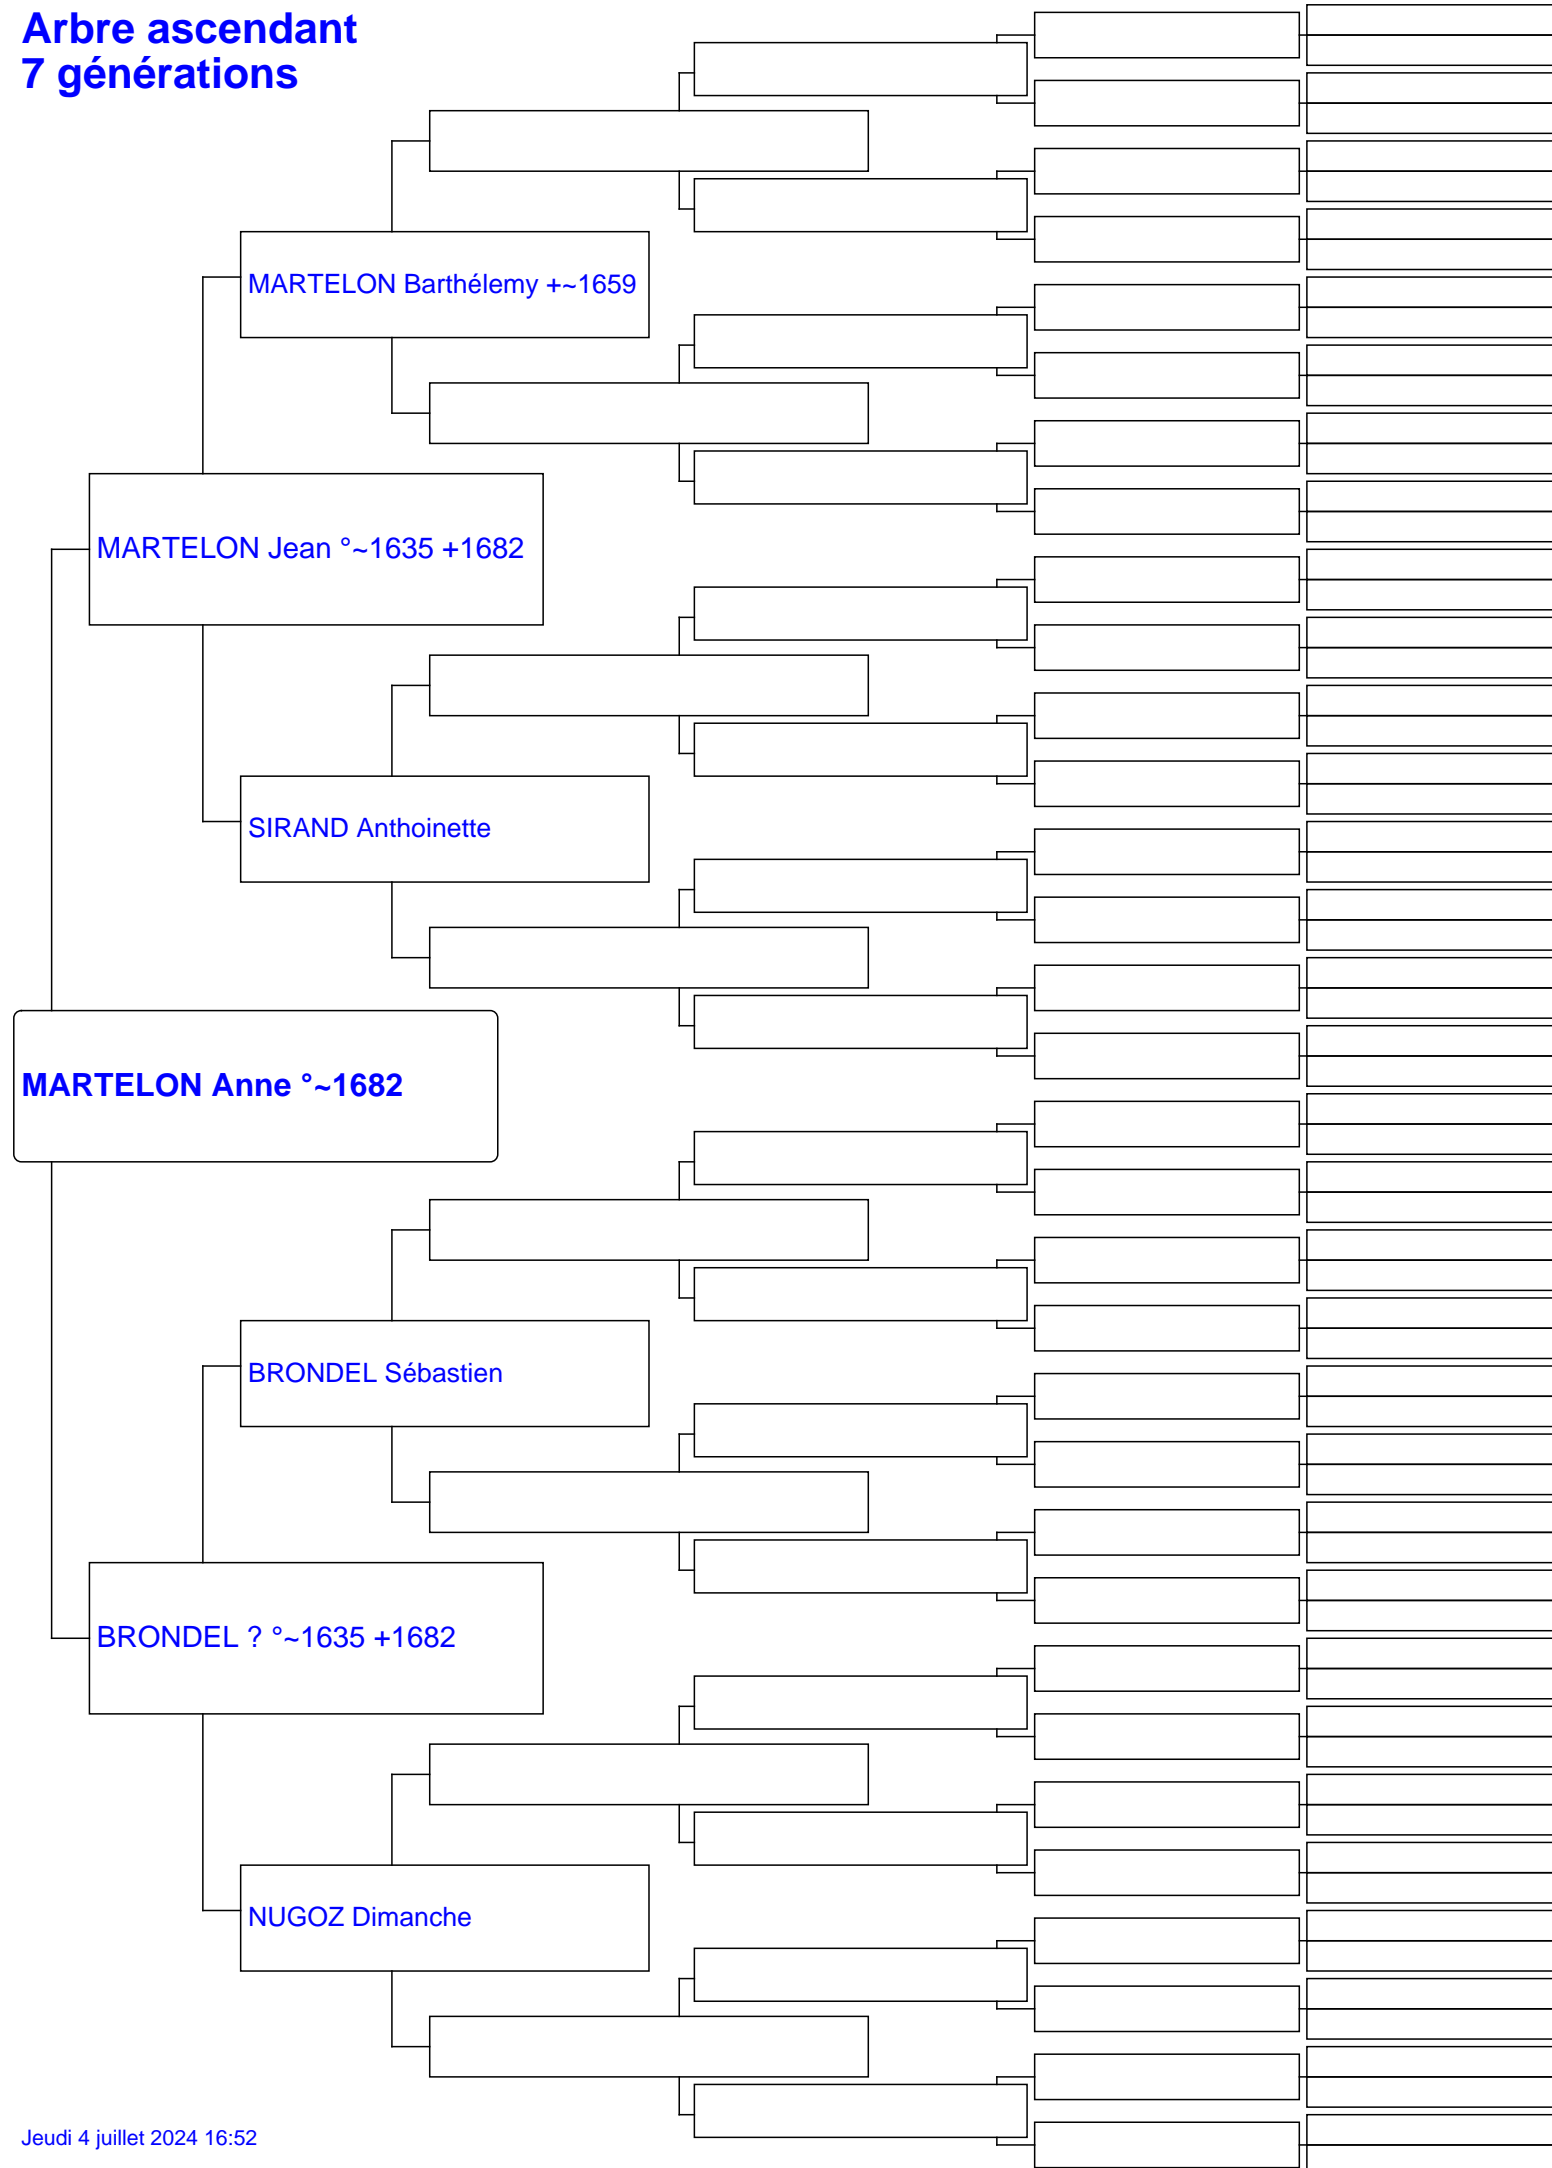 Arbre ascendant
7 générations
MARTELON Barthélemy +~1659
MARTELON Jean °~1635 +1682
SIRAND Anthoinette
MARTELON Anne °~1682
BRONDEL Sébastien
BRONDEL ? °~1635 +1682
NUGOZ Dimanche
Jeudi 4 juillet 2024 16:52